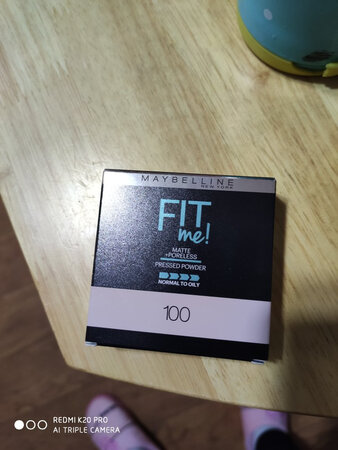 MAYBELLINE
NEW YORK
FIT
me!
MATTE
+PORELESS
PRESSED POWDER
NORMAL TO OILY
100
REDMI K20 PRO
AI TRIPLE CAMERA